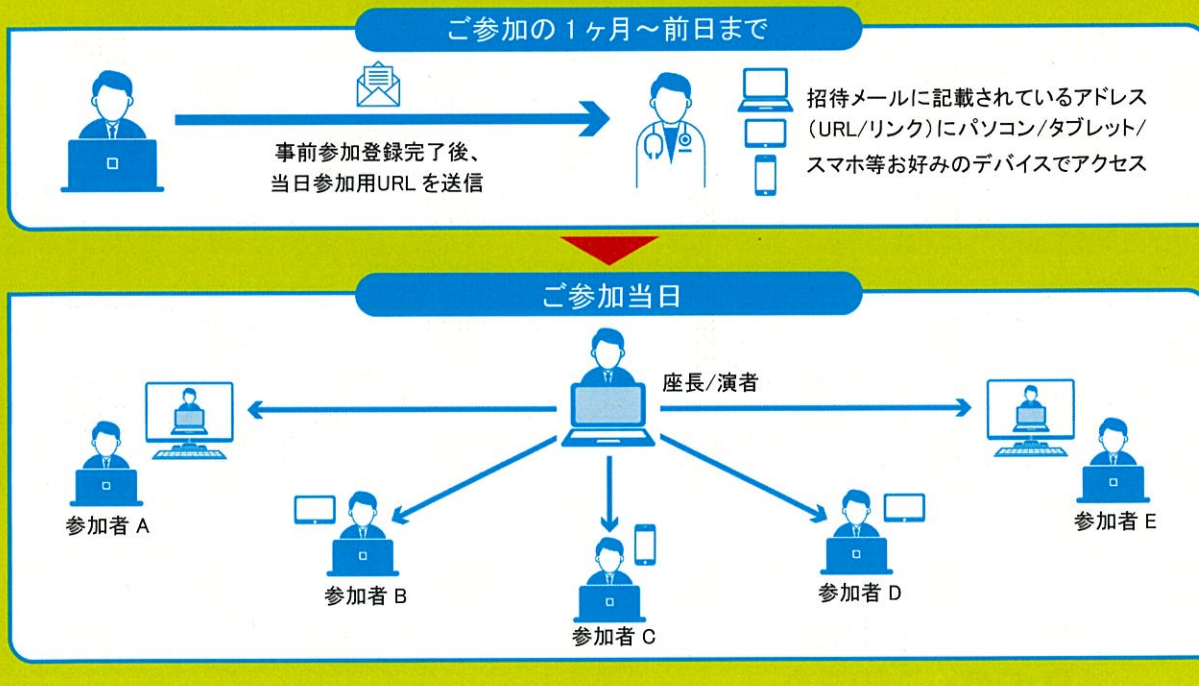 ご参加の1ヶ月～前日まで
事前参加登録完了後、
当日参加用URLを送信
招待メールに記載されているアドレス
(URL/リンク)にパソコン/タブレット/
スマホ等お好みのデバイスでアクセス
ご参加当日
座長/演者
参加者 A
参加者 B
参加者 C
参加者 D
参加者 E